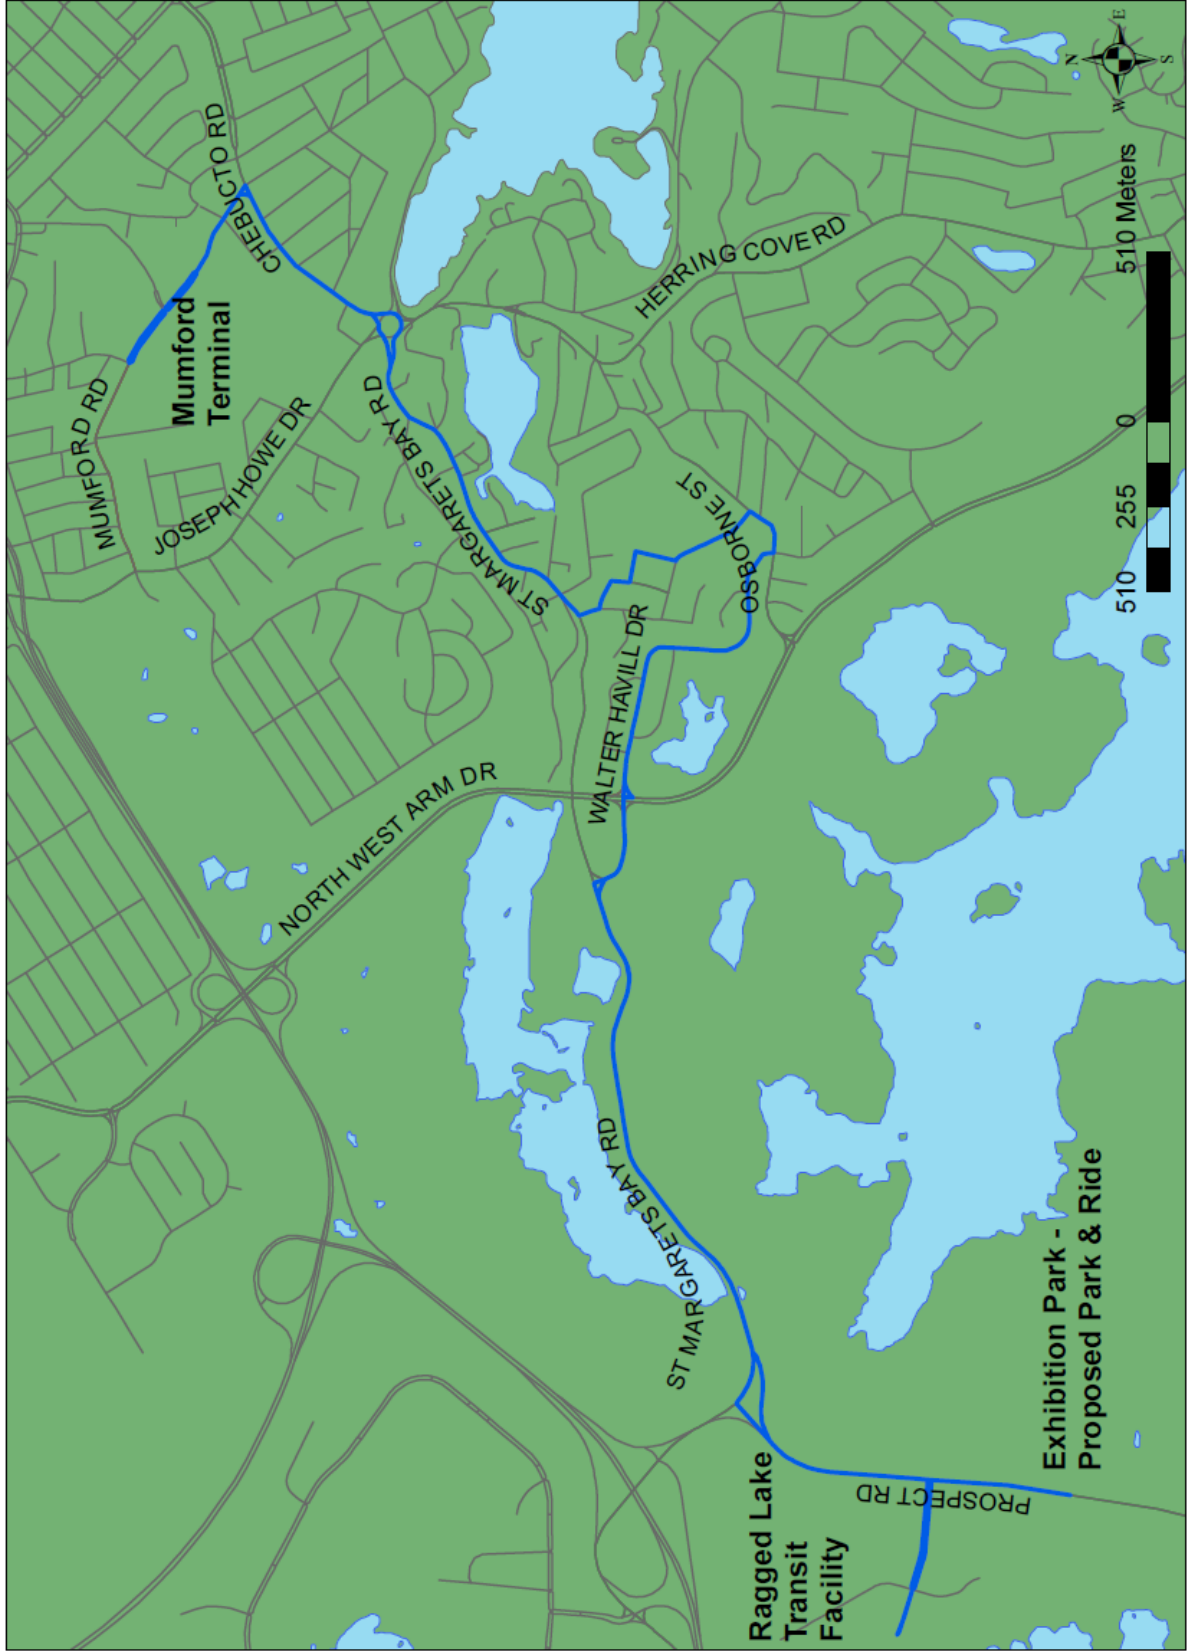 CHEBUCTO RD
Mumford
Terminal
MUMFORD RD
JOSEPH HOWE DR
ST MARGARETS BAY RD
HERRING COVE RD
OSBORNE ST
WALTER HAVILL DR
NORTH WEST ARM DR
ST MARGARETS BAY RD
PROSPECT RD
Ragged Lake
Transit
Facility
Exhibition Park -
Proposed Park & Ride
N
E
S
W
510 255 0 510 Meters